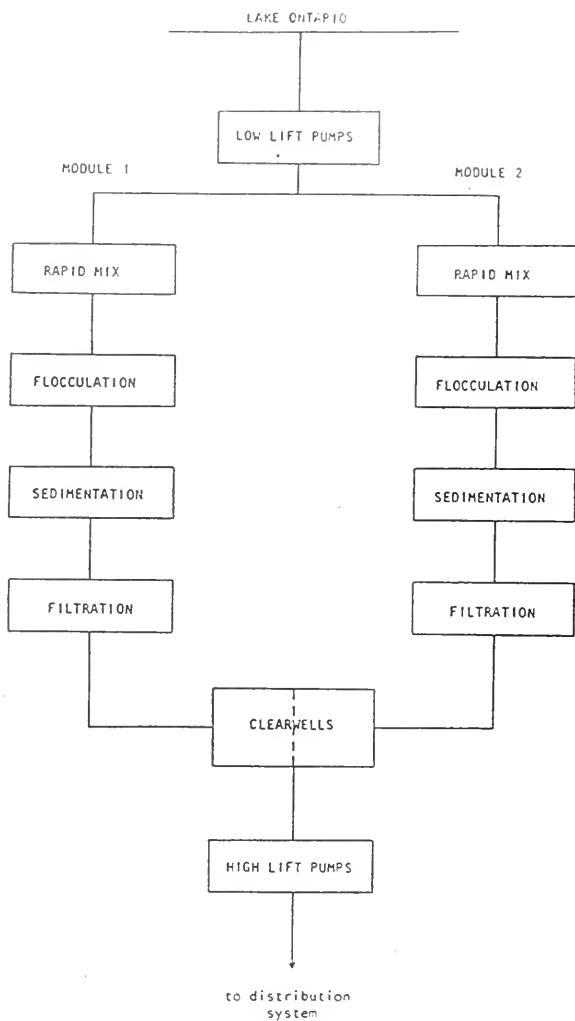 LAKE ONTAPIO
LOW LIFT PUMPS
MODULE 1
MODULE 2
RAPID MIX
RAPID MIX
FLOCCULATION
FLOCCULATION
SEDIMENTATION
SEDIMENTATION
FILTRATION
FILTRATION
CLEARWELLS
HIGH LIFT PUMPS
to distribution
system